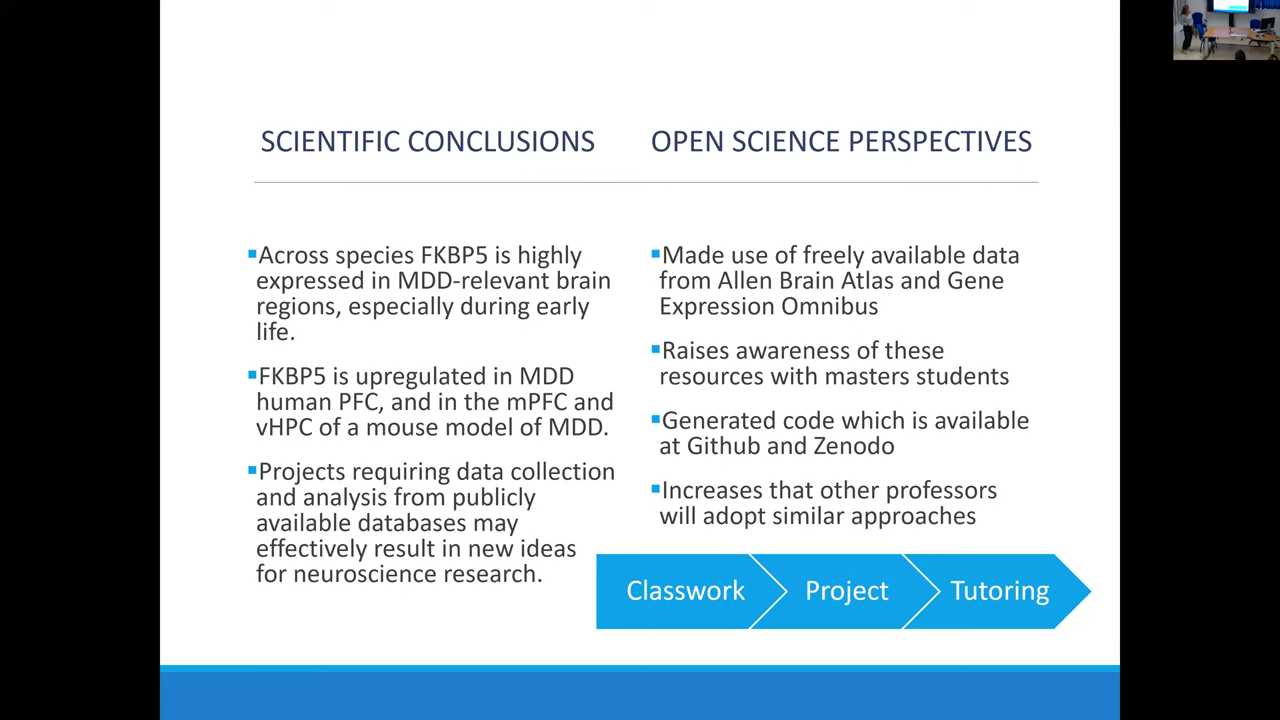 SCIENTIFIC CONCLUSIONS
▪Across species FKBP5 is highly
expressed in MDD-relevant brain
regions, especially during early
life.
▪FKBP5 is upregulated in MDD
human PFC, and in the mPFC and
vHPC of a mouse model of MDD.
▪Projects requiring data collection
and analysis from publicly
available databases may
effectively result in new ideas
for neuroscience research.
OPEN SCIENCE PERSPECTIVES
▪Made use of freely available data
from Allen Brain Atlas and Gene
Expression Omnibus
▪Raises awareness of these
resources with masters students
▪Generated code which is available
at Github and Zenodo
▪Increases that other professors
will adopt similar approaches
Classwork
Project
Tutoring